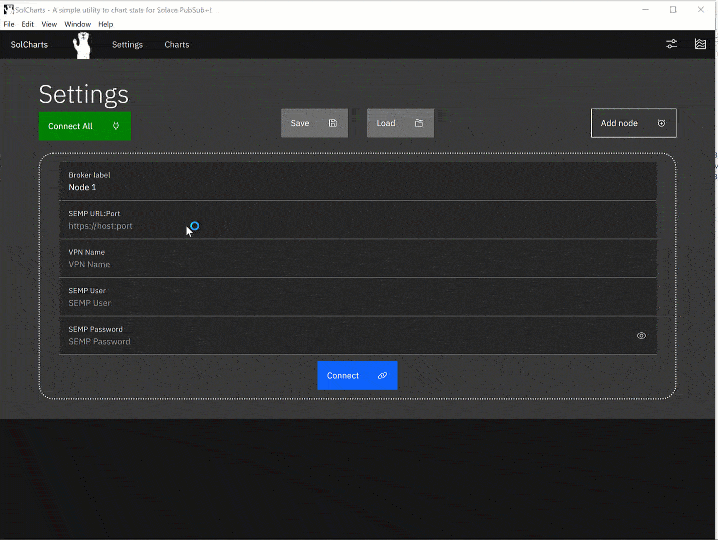 SolCharts - A simple utility to chart stats for Solace PubSub+!
File Edit View Window Help
SolCharts Settings Charts
Settings
Connect All
Save
Load
Add node
Broker label
Node 1
SEMP URL:Port
https://host:port
VPN Name
VPN Name
SEMP User
SEMP User
SEMP Password
SEMP Password
Connect